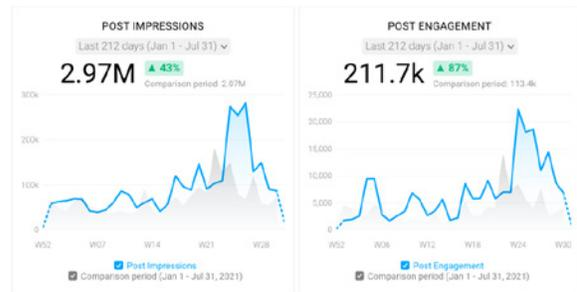 POST IMPRESSIONS
Last 212 days (Jan 1 - Jul 31)
2.97M
▲ 43%
Comparison period: 2.07M
300k
200k
100k
0
W52
W07
W14
W21
W28
Post Impressions
Comparison period (Jan 1 - Jul 31, 2021)
POST ENGAGEMENT
Last 212 days (Jan 1 - Jul 31)
211.7k
▲ 87%
Comparison period: 113.4k
25,000
20,000
15,000
10,000
5,000
0
W52
W06
W12
W18
W24
W30
Post Engagement
Comparison period (Jan 1 - Jul 31, 2021)